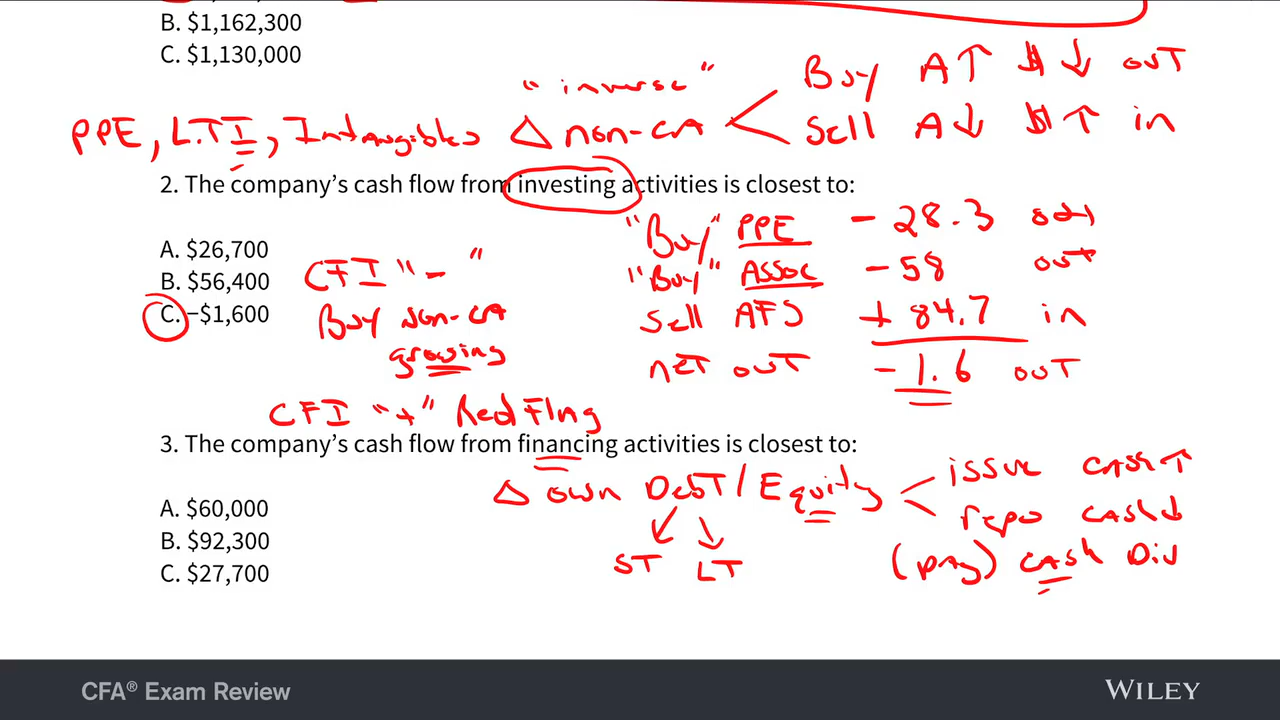 B. $1,162,300
C. $1,130,000
"inverse"
Buy A↑ $↓ OUT
PPE, LTI, Intangibles Δ non-CA < Sell A↓ $↑ in
2. The company's cash flow from investing activities is closest to:
"Buy" PPE - 28.3 out
A. $26,700
CFI "-"
"Buy" Assoc - 58 out
B. $56,400
Buy non-CA
Sell AFS + 84.7 in
C. −$1,600
growing
net out - 1.6 out
CFI "+" Red Flag
3. The company's cash flow from financing activities is closest to:
issue cash↑
Δ own Debt/Equity <
repo cash↓
A. $60,000
ST LT
(pay) cash Div
B. $92,300
C. $27,700
CFA® Exam Review
WILEY